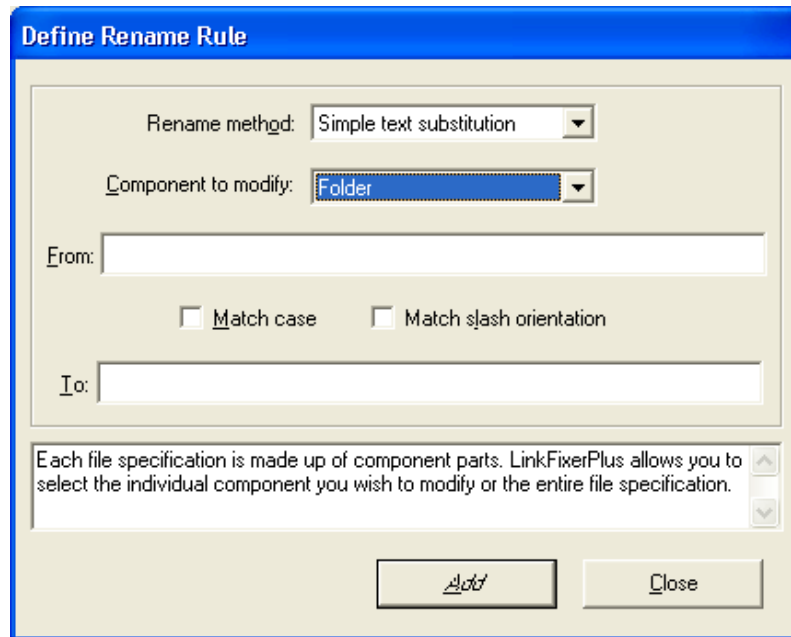 Define Rename Rule
Rename method: Simple text substitution
Component to modify: Folder
From:
Match case Match slash orientation
To:
Each file specification is made up of component parts. LinkFixerPlus allows you to
select the individual component you wish to modify or the entire file specification.
Add Close